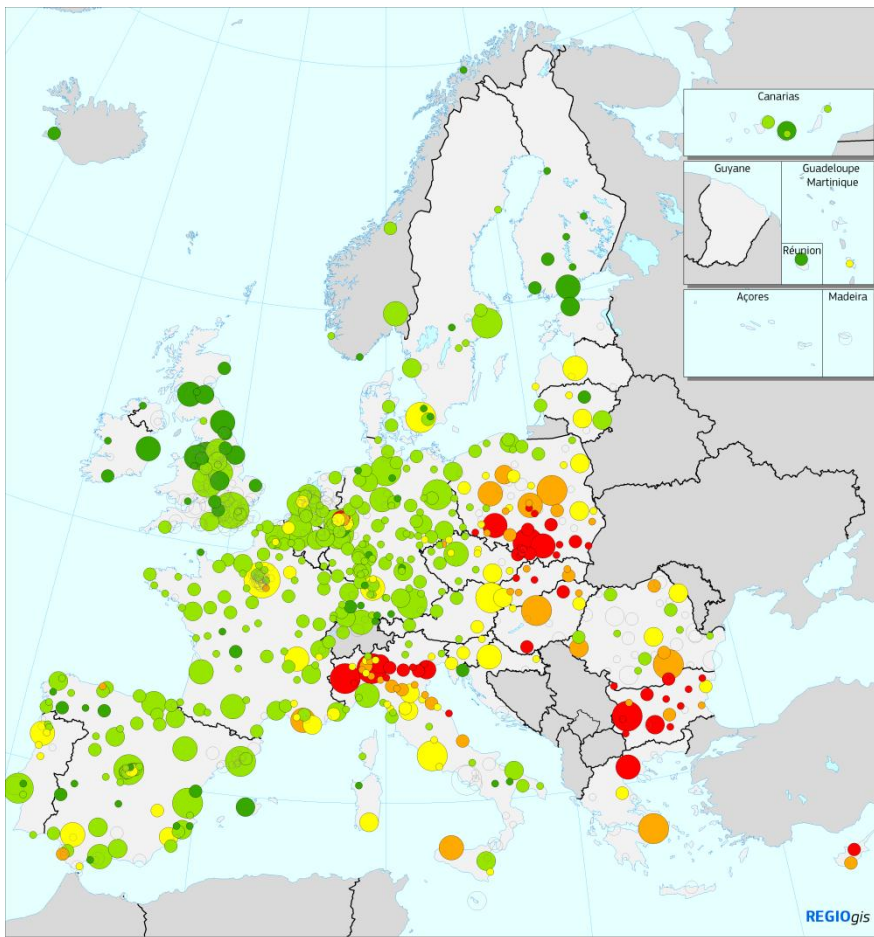 Canarias
Guyane
Guadeloupe
Martinique
Réunion
Açores
Madeira
REGIOgis